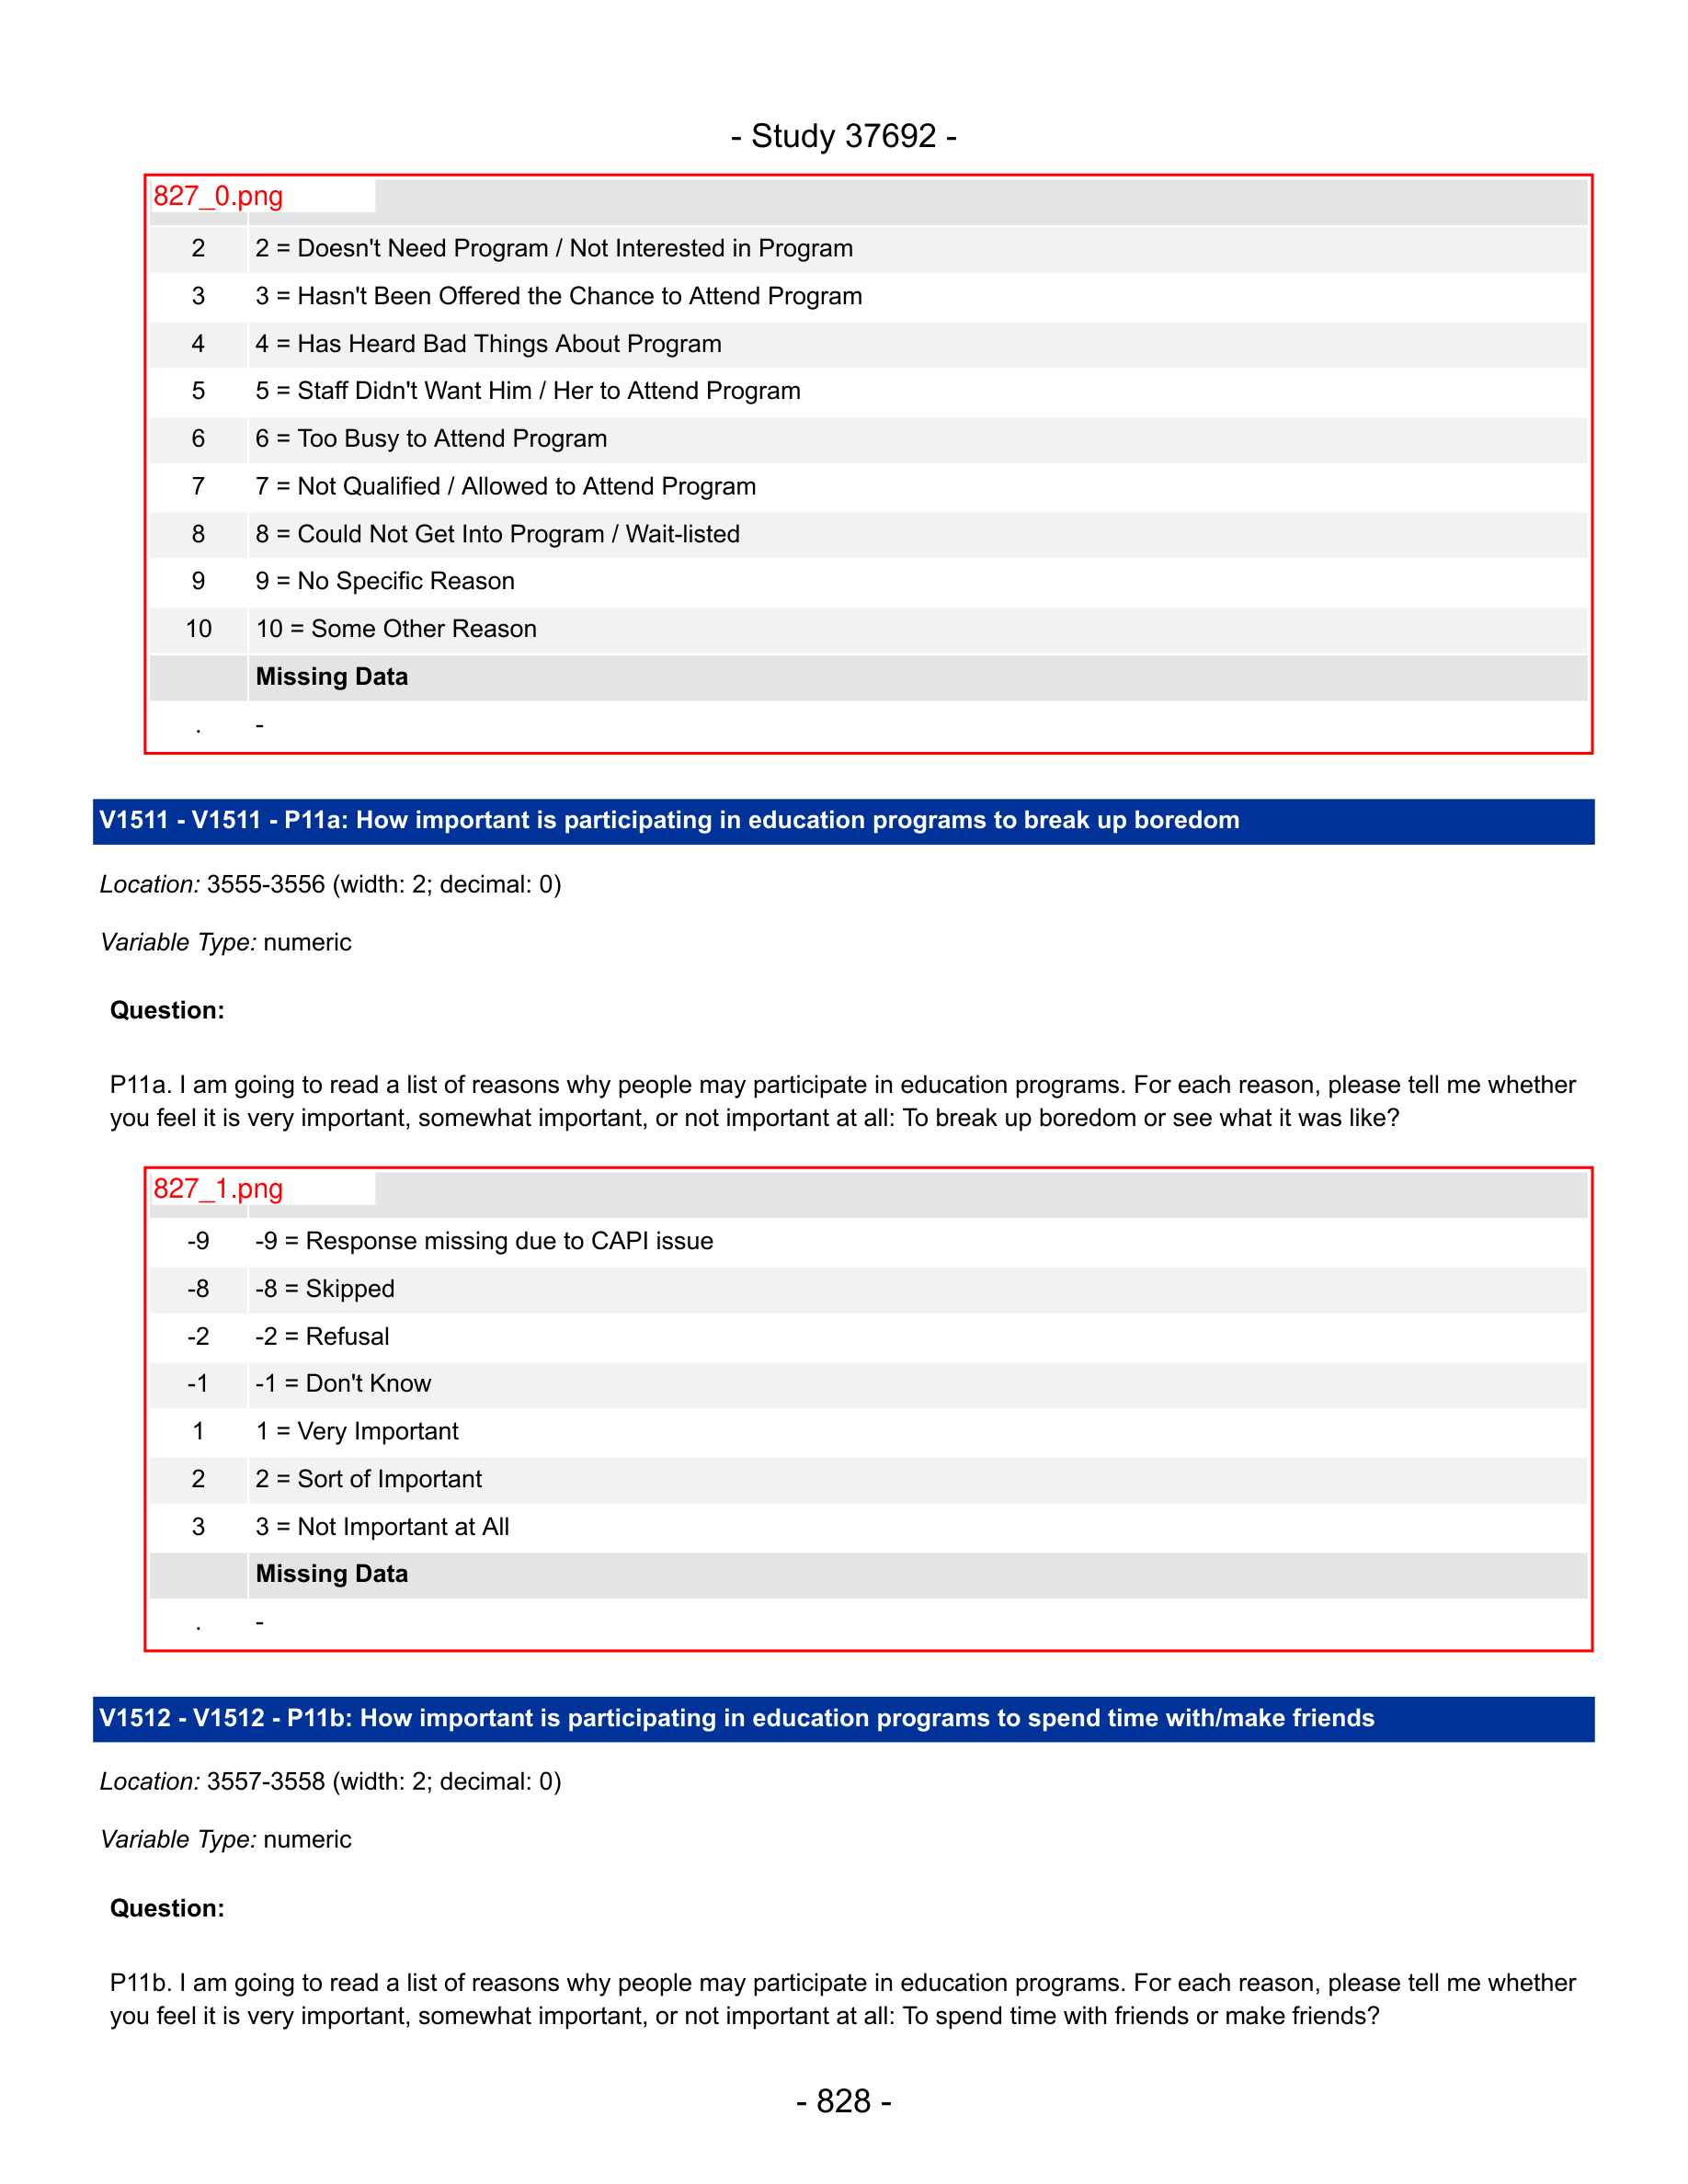 - Study 37692 -
827_0.png
2 2 = Doesn't Need Program / Not Interested in Program
3 3 = Hasn't Been Offered the Chance to Attend Program
4 4 = Has Heard Bad Things About Program
5 5 = Staff Didn't Want Him / Her to Attend Program
6 6 = Too Busy to Attend Program
7 7 = Not Qualified / Allowed to Attend Program
8 8 = Could Not Get Into Program / Wait-listed
9 9 = No Specific Reason
10 10 = Some Other Reason
Missing Data
. -
V1511 - V1511 - P11a: How important is participating in education programs to break up boredom
Location: 3555-3556 (width: 2; decimal: 0)
Variable Type: numeric
Question:
P11a. I am going to read a list of reasons why people may participate in education programs. For each reason, please tell me whether
you feel it is very important, somewhat important, or not important at all: To break up boredom or see what it was like?
827_1.png
-9 -9 = Response missing due to CAPI issue
-8 -8 = Skipped
-2 -2 = Refusal
-1 -1 = Don't Know
1 1 = Very Important
2 2 = Sort of Important
3 3 = Not Important at All
Missing Data
. -
V1512 - V1512 - P11b: How important is participating in education programs to spend time with/make friends
Location: 3557-3558 (width: 2; decimal: 0)
Variable Type: numeric
Question:
P11b. I am going to read a list of reasons why people may participate in education programs. For each reason, please tell me whether
you feel it is very important, somewhat important, or not important at all: To spend time with friends or make friends?
- 828 -